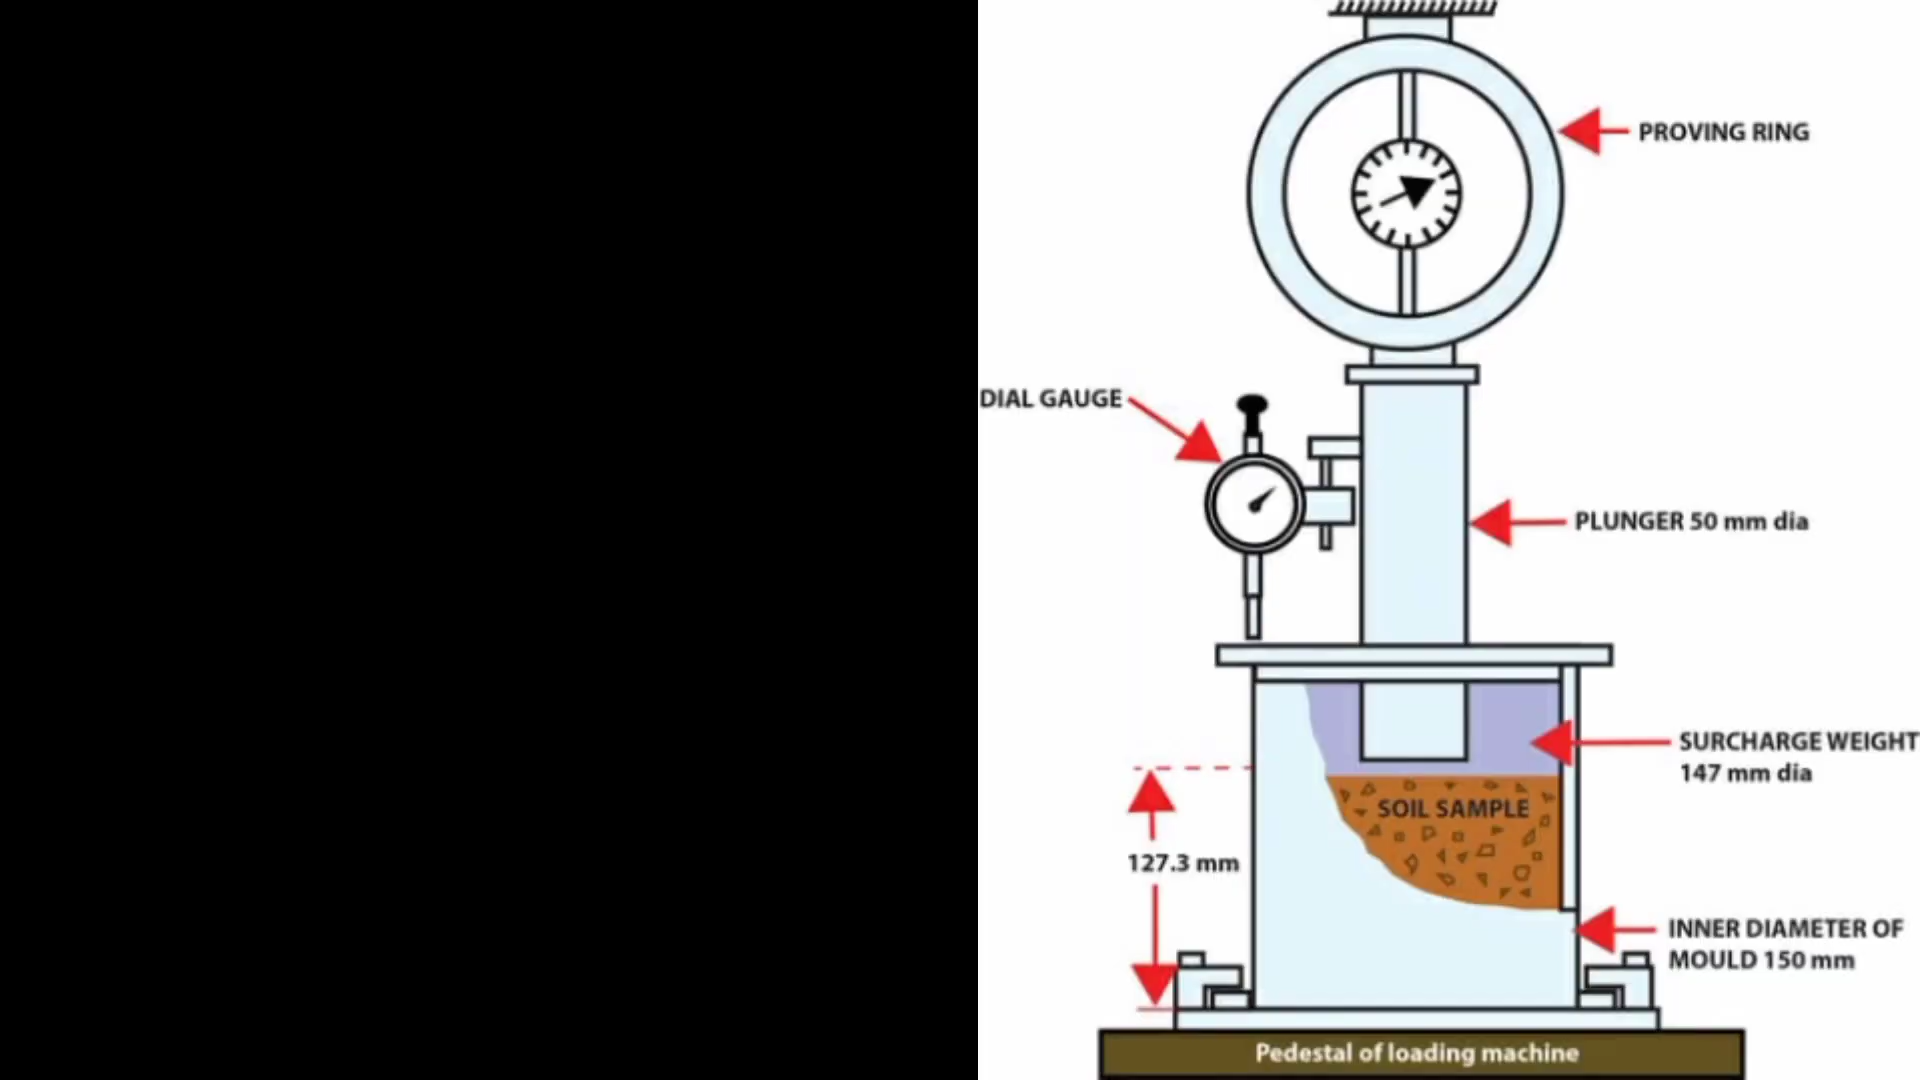 PROVING RING
DIAL GAUGE
PLUNGER 50 mm dia
SURCHARGE WEIGHT
147 mm dia
SOIL SAMPLE
127.3 mm
INNER DIAMETER OF
MOULD 150 mm
Pedestal of loading machine